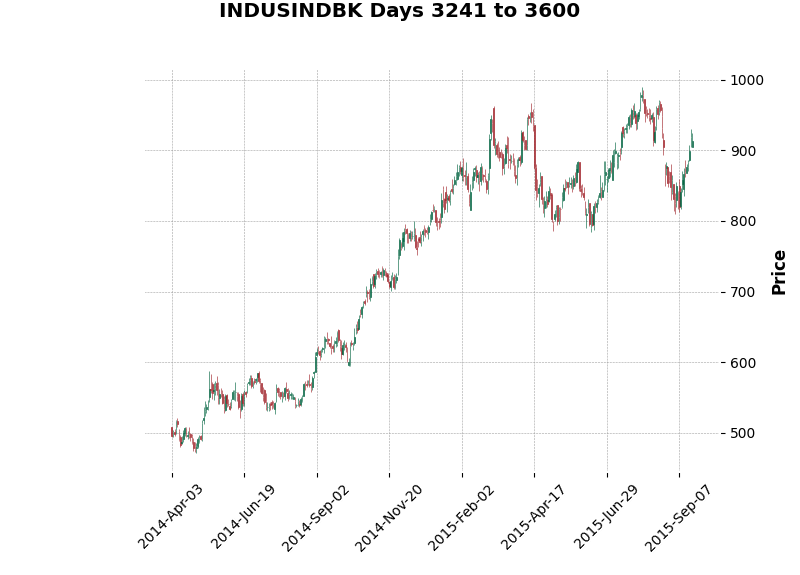 INDUSINDBK Days 3241 to 3600
1000
900
800
700
600
500
Price
2014-Apr-03
2014-Jun-19
2014-Sep-02
2014-Nov-20
2015-Feb-02
2015-Apr-17
2015-Jun-29
2015-Sep-07